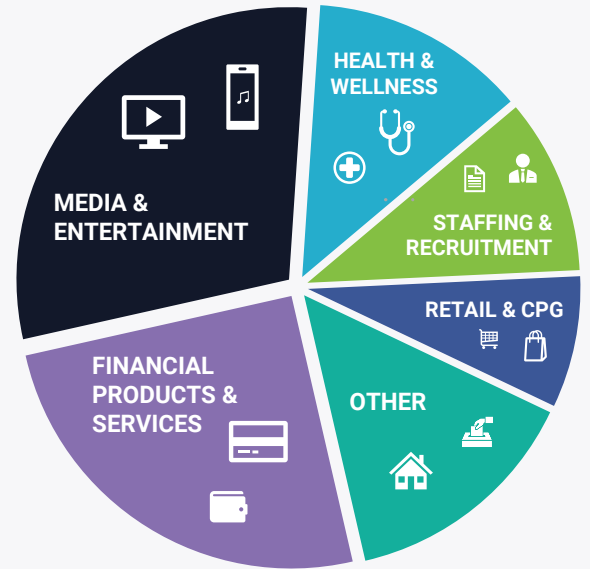 HEALTH &
WELLNESS
MEDIA &
ENTERTAINMENT
STAFFING &
RECRUITMENT
RETAIL & CPG
FINANCIAL
PRODUCTS &
SERVICES
OTHER